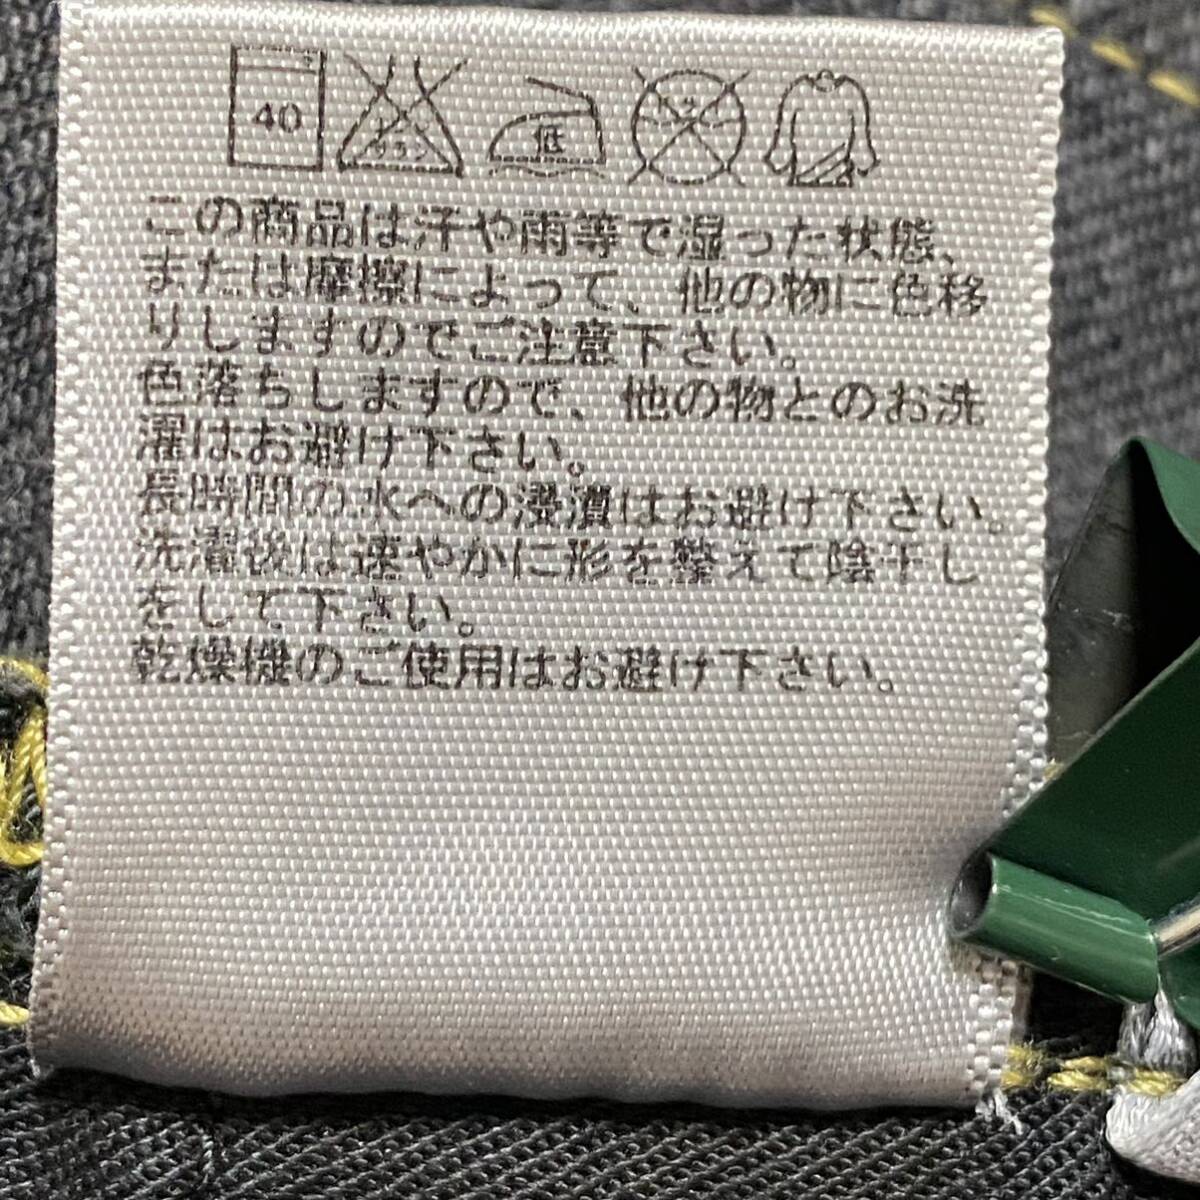 40
低
この商品は汗や雨等で湿った状態、
または摩擦によって、他の物に色移
りしますのでご注意下さい。
色落ちしますので、他の物とのお洗
濯はお避け下さい。
長時間の水への浸漬はお避け下さい。
洗濯後は速やかに形を整えて陰干し
をして下さい。
乾燥機のご使用はお避け下さい。